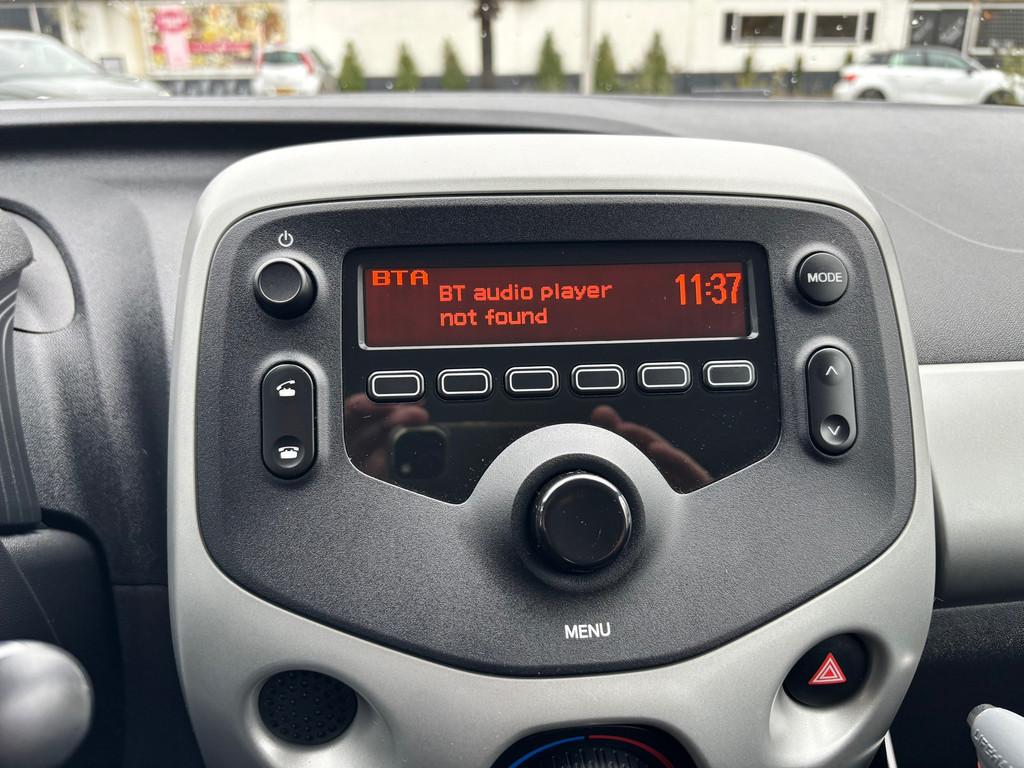 BTA
BT audio player
not found
11:37
MODE
MENU